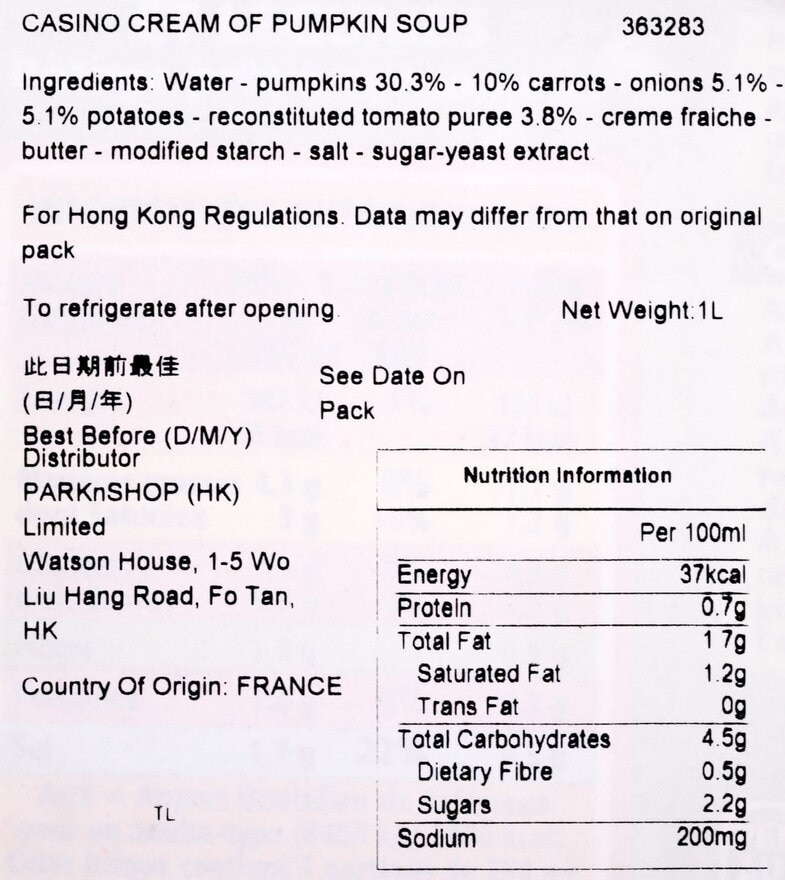 CASINO CREAM OF PUMPKIN SOUP 363283
Ingredients: Water - pumpkins 30.3% - 10% carrots - onions 5.1% -
5.1% potatoes - reconstituted tomato puree 3.8% - creme fraiche -
butter - modified starch - salt - sugar-yeast extract
For Hong Kong Regulations. Data may differ from that on original
pack
To refrigerate after opening. Net Weight:1L
此日期前最佳
(日/月/年)
Best Before (D/M/Y)
See Date On
Pack
Distributor
PARKnSHOP (HK)
Limited
Watson House, 1-5 Wo
Liu Hang Road, Fo Tan,
HK
Country Of Origin: FRANCE
TL
Nutrition Information
Per 100ml
Energy 37kcal
Protein 0.7g
Total Fat 1 7g
Saturated Fat 1.2g
Trans Fat 0g
Total Carbohydrates 4.5g
Dietary Fibre 0.5g
Sugars 2.2g
Sodium 200mg